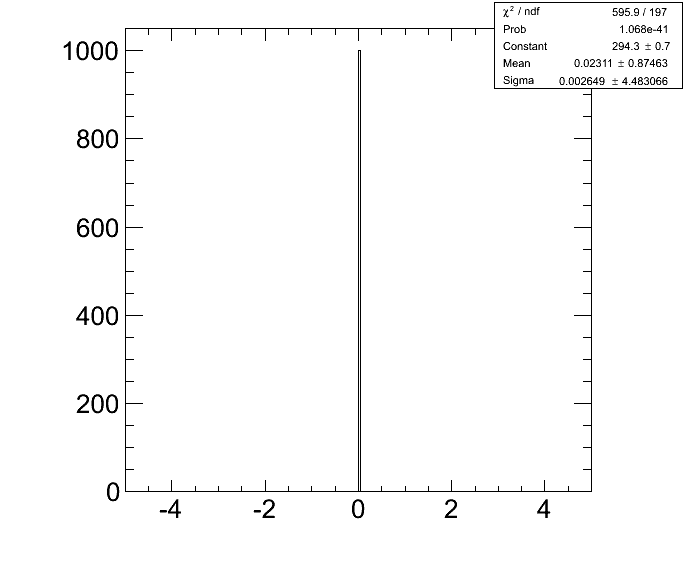 χ² / ndf 595.9 / 197
Prob 1.068e-41
Constant 294.3 ± 0.7
Mean 0.02311 ± 0.87463
Sigma 0.002649 ± 4.483066
1000
800
600
400
200
0
-4 -2 0 2 4